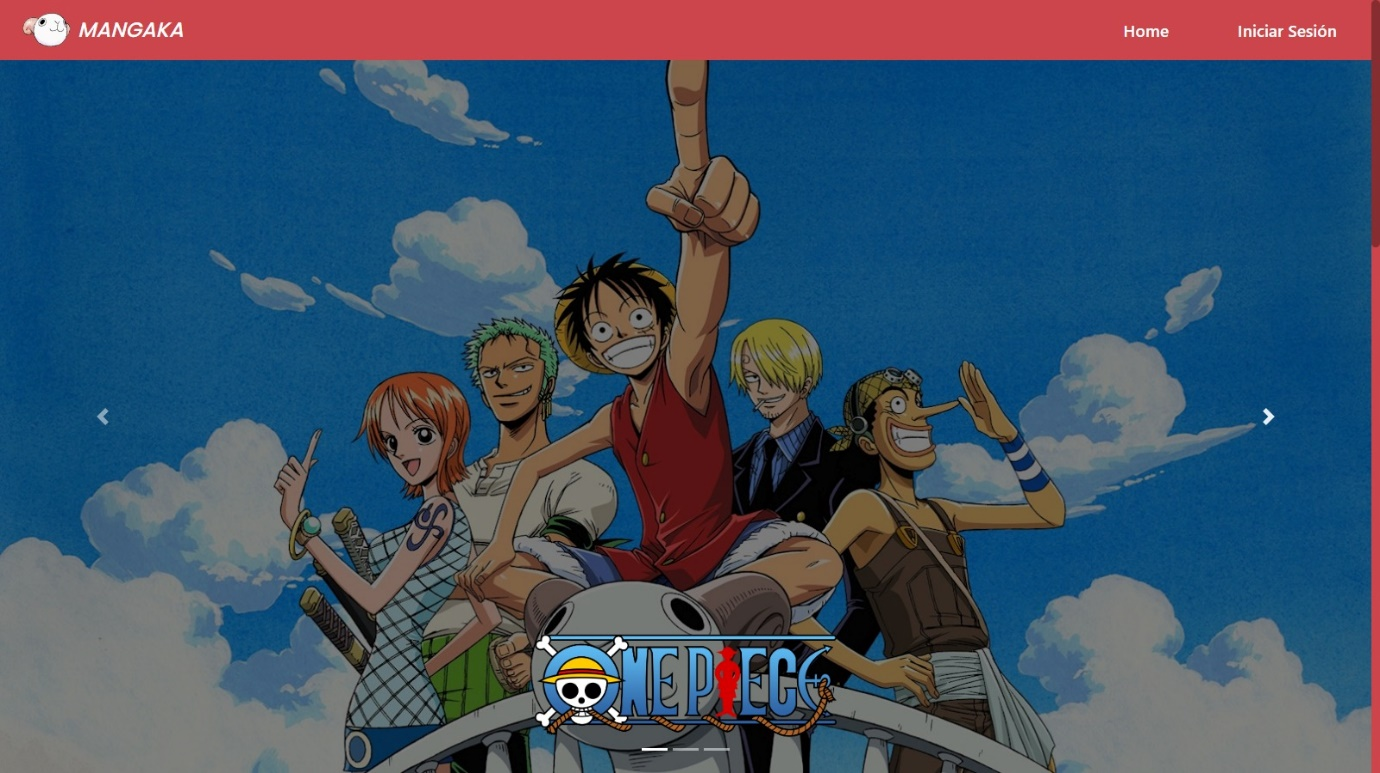 MANGAKA
Home
Iniciar Sesión
ONE PIECE